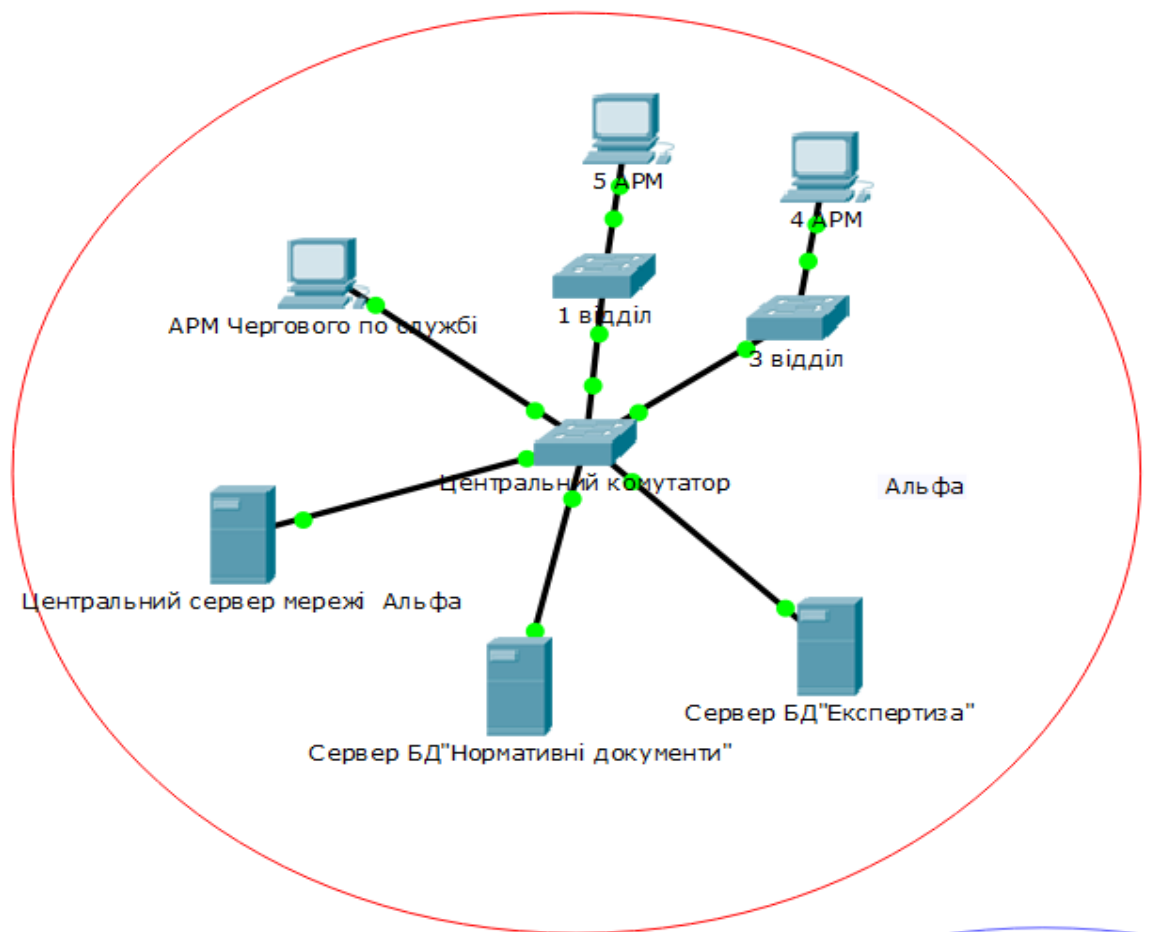 5 АРМ
4 АРМ
1 відділ
АРМ Чергового по службі
3 відділ
Центральний комутатор
Альфа
Центральний сервер мережі Альфа
Сервер БД"Експертиза"
Сервер БД"Нормативні документи"